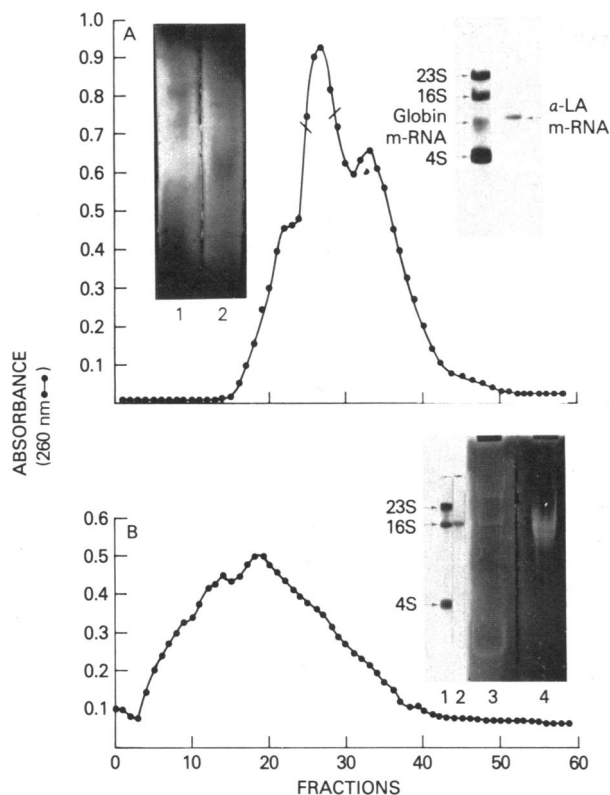 A
1.0
0.9
0.8
0.7
0.6
0.5
0.4
0.3
0.2
0.1
1 2
23S
16S
Globin
m-RNA
4S
α-LA
m-RNA
ABSORBANCE
(260 nm ●–●)
B
0.6
0.5
0.4
0.3
0.2
0.1
23S
16S
4S
1 2 3 4
0 10 20 30 40 50 60
FRACTIONS